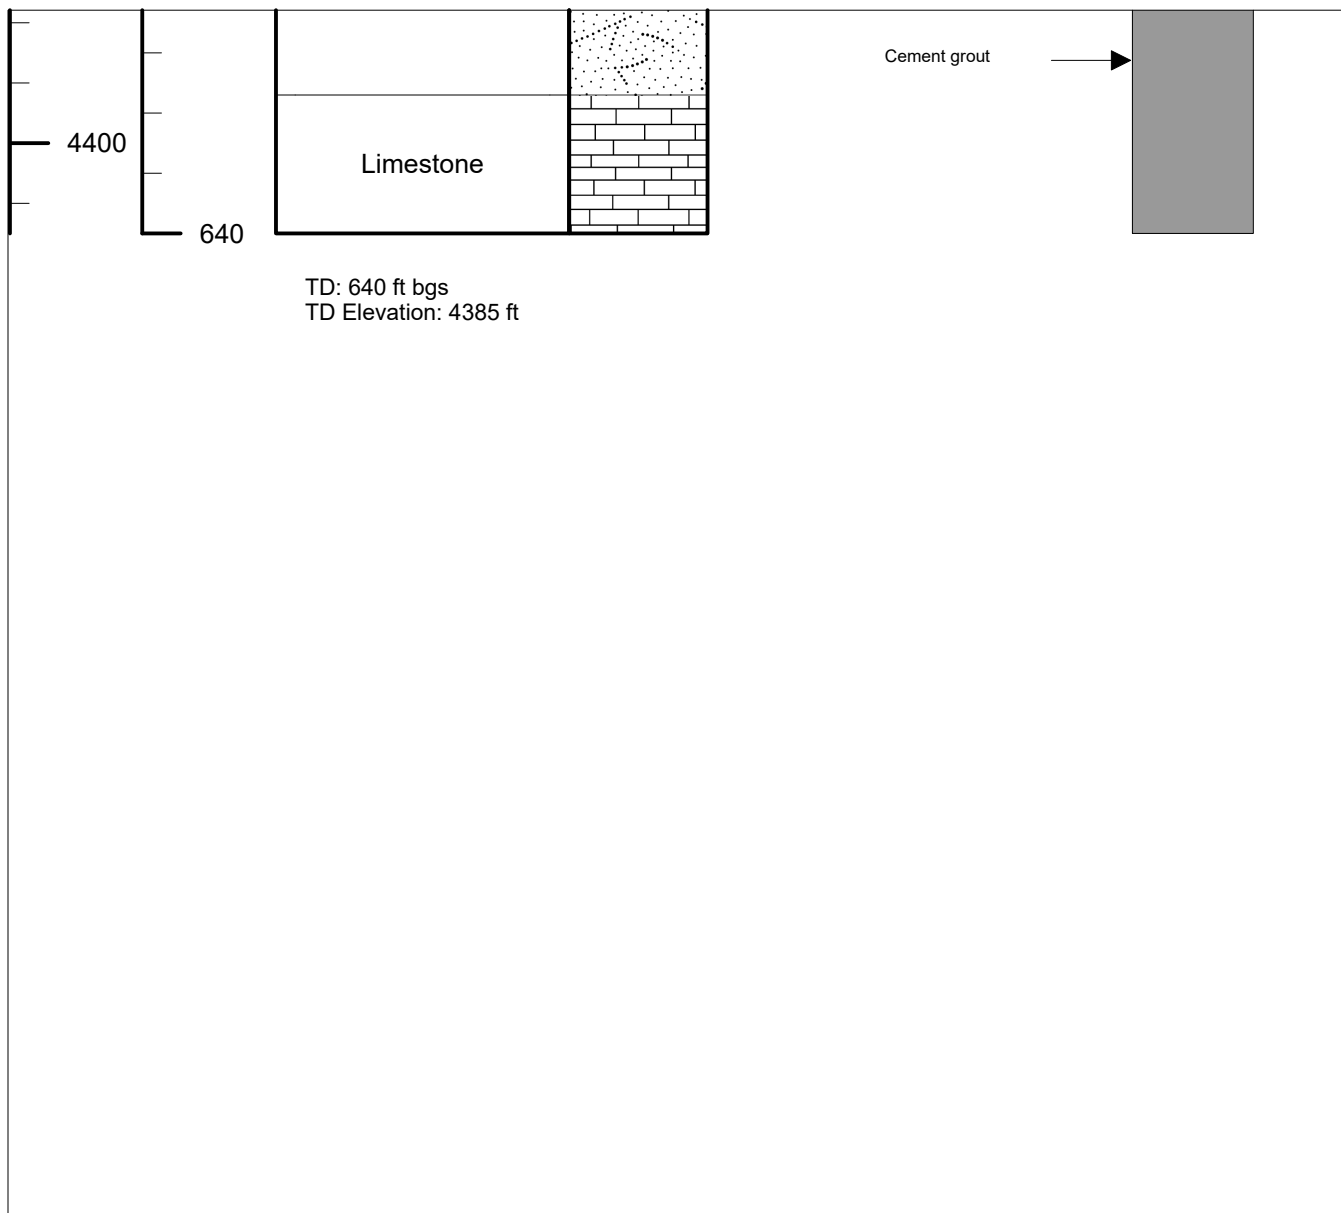 Cement grout
4400
Limestone
640
TD: 640 ft bgs
TD Elevation: 4385 ft